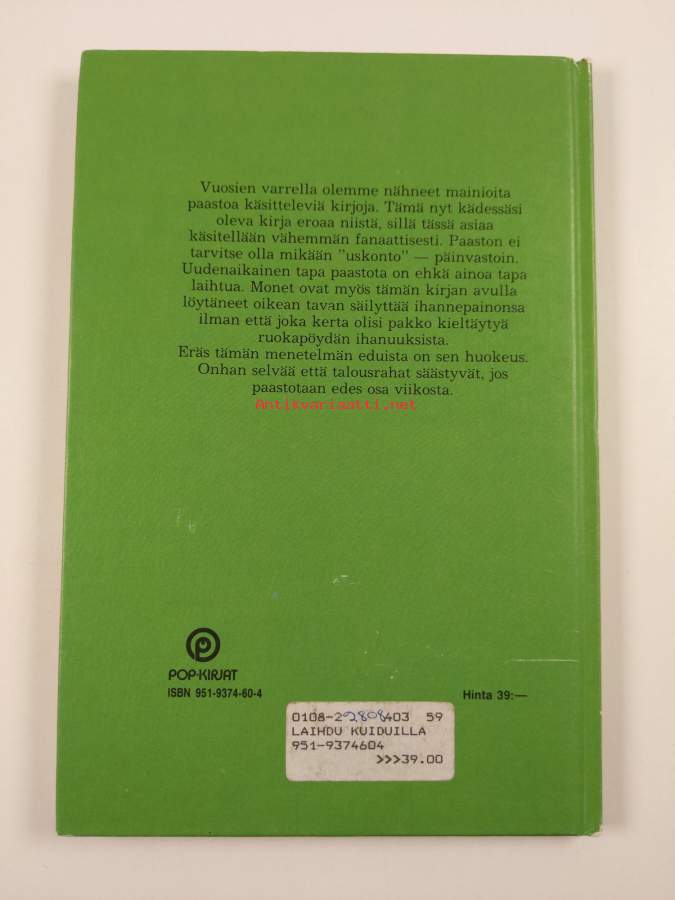 Vuosien varrella olemme nähneet mainioita
paastoa käsitteleviä kirjoja. Tämä nyt kädessäsi
oleva kirja eroaa niistä, sillä tässä asiaa
käsitellään vähemmän fanaattisesti. Paaston ei
tarvitse olla mikään "uskonto" — päinvastoin.
Uudenaikainen tapa paastota on ehkä ainoa tapa
laihtua. Monet ovat myös tämän kirjan avulla
löytäneet oikean tavan säilyttää ihannepainonsa
ilman että joka kerta olisi pakko kieltäytyä
ruokapöydän ihanuuksista.
Eräs tämän menetelmän eduista on sen huokeus.
Onhan selvää että talousrahat säästyvät, jos
paastotaan edes osa viikosta.
Antikvariaatti.net
POP-KIRJAT
ISBN 951-9374-60-4
Hinta 39:—
0108-2 2808 403 59
LAIHDU KUIDUILLA
951-9374604
>>>39.00